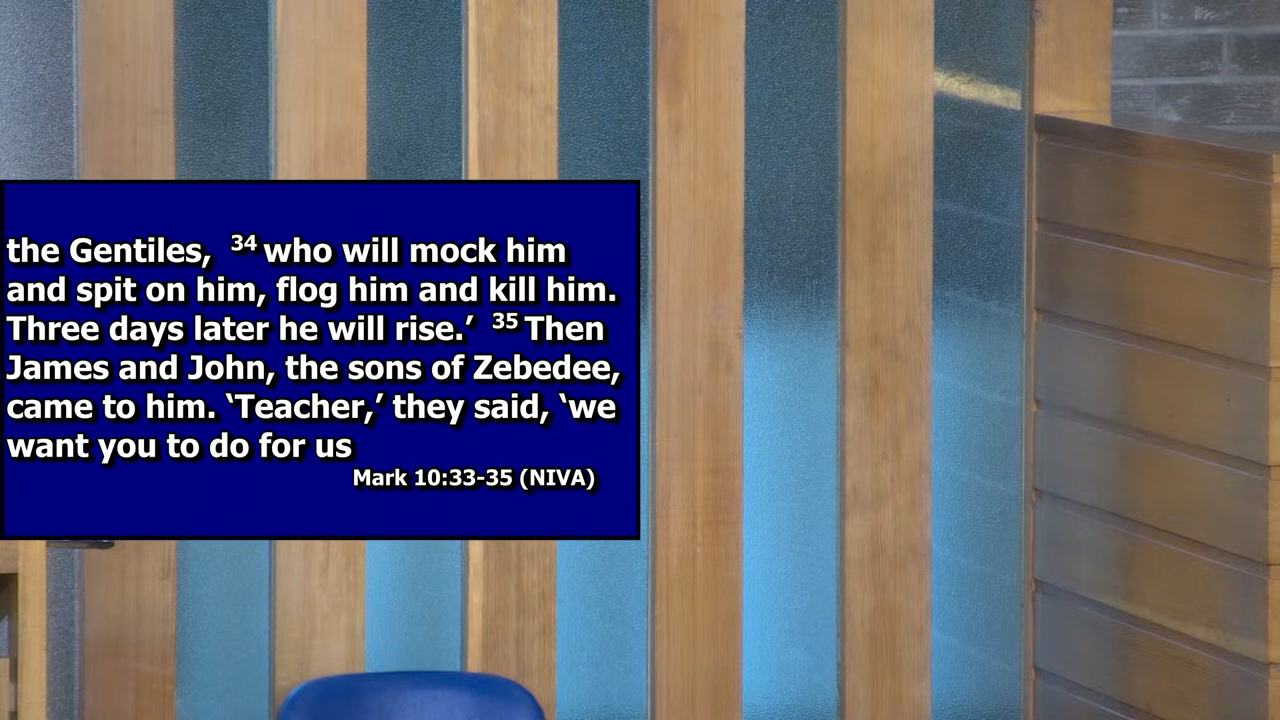 the Gentiles, 34 who will mock him
and spit on him, flog him and kill him.
Three days later he will rise.’ 35 Then
James and John, the sons of Zebedee,
came to him. ‘Teacher,’ they said, ‘we
want you to do for us
Mark 10:33-35 (NIVA)